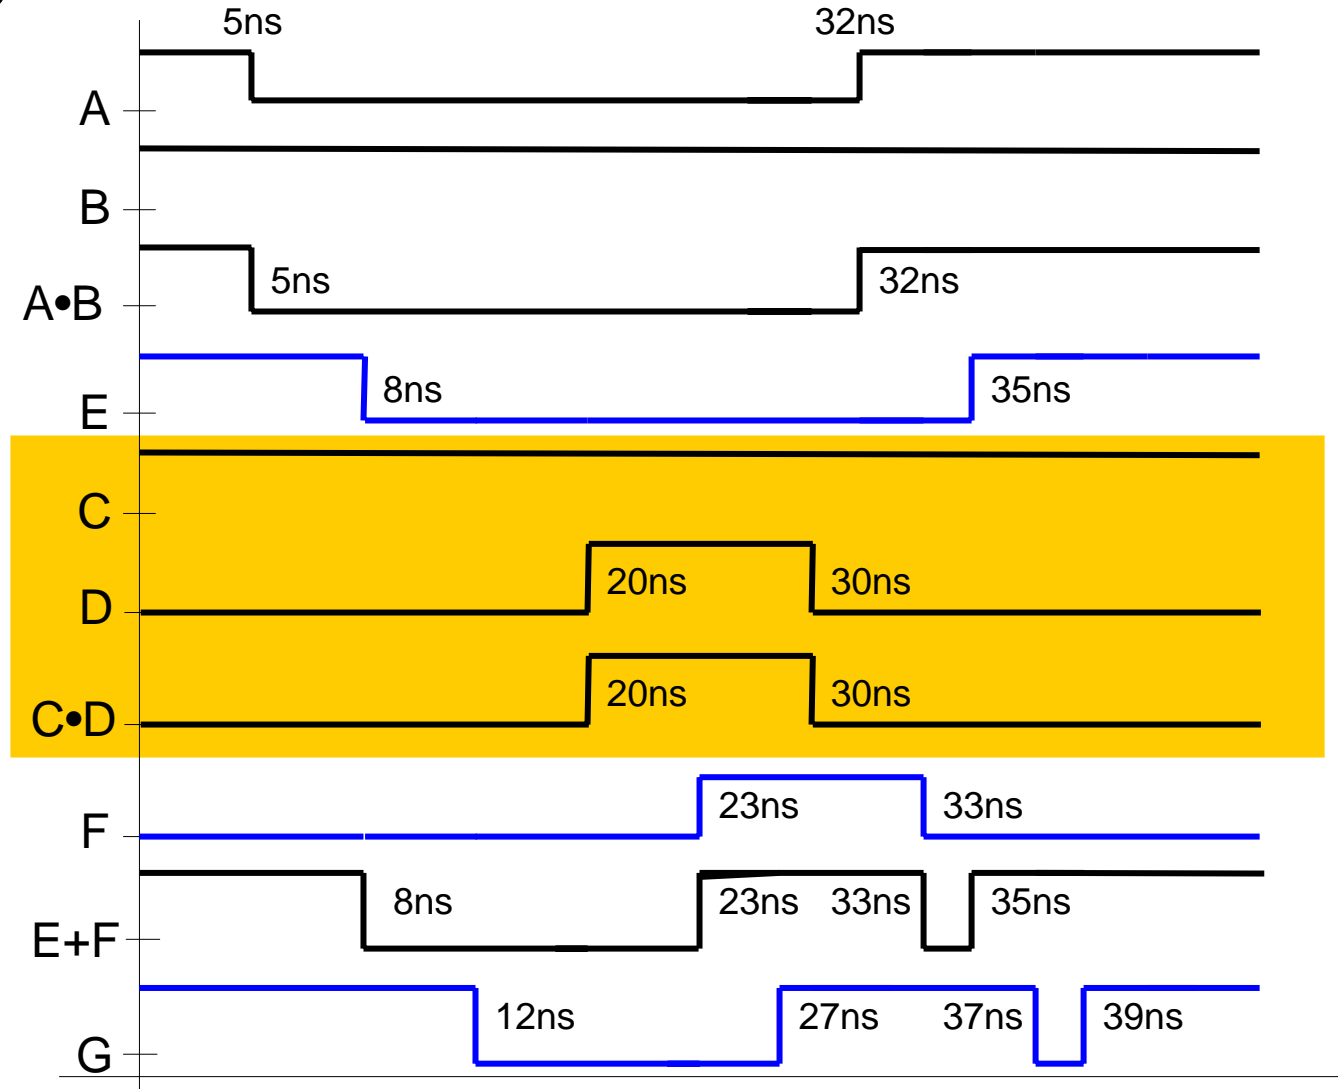 5ns 32ns
A
B
A•B 5ns 32ns
E 8ns 35ns
C
D 20ns 30ns
C•D 20ns 30ns
F 23ns 33ns
E+F 8ns 23ns 33ns 35ns
G 12ns 27ns 37ns 39ns